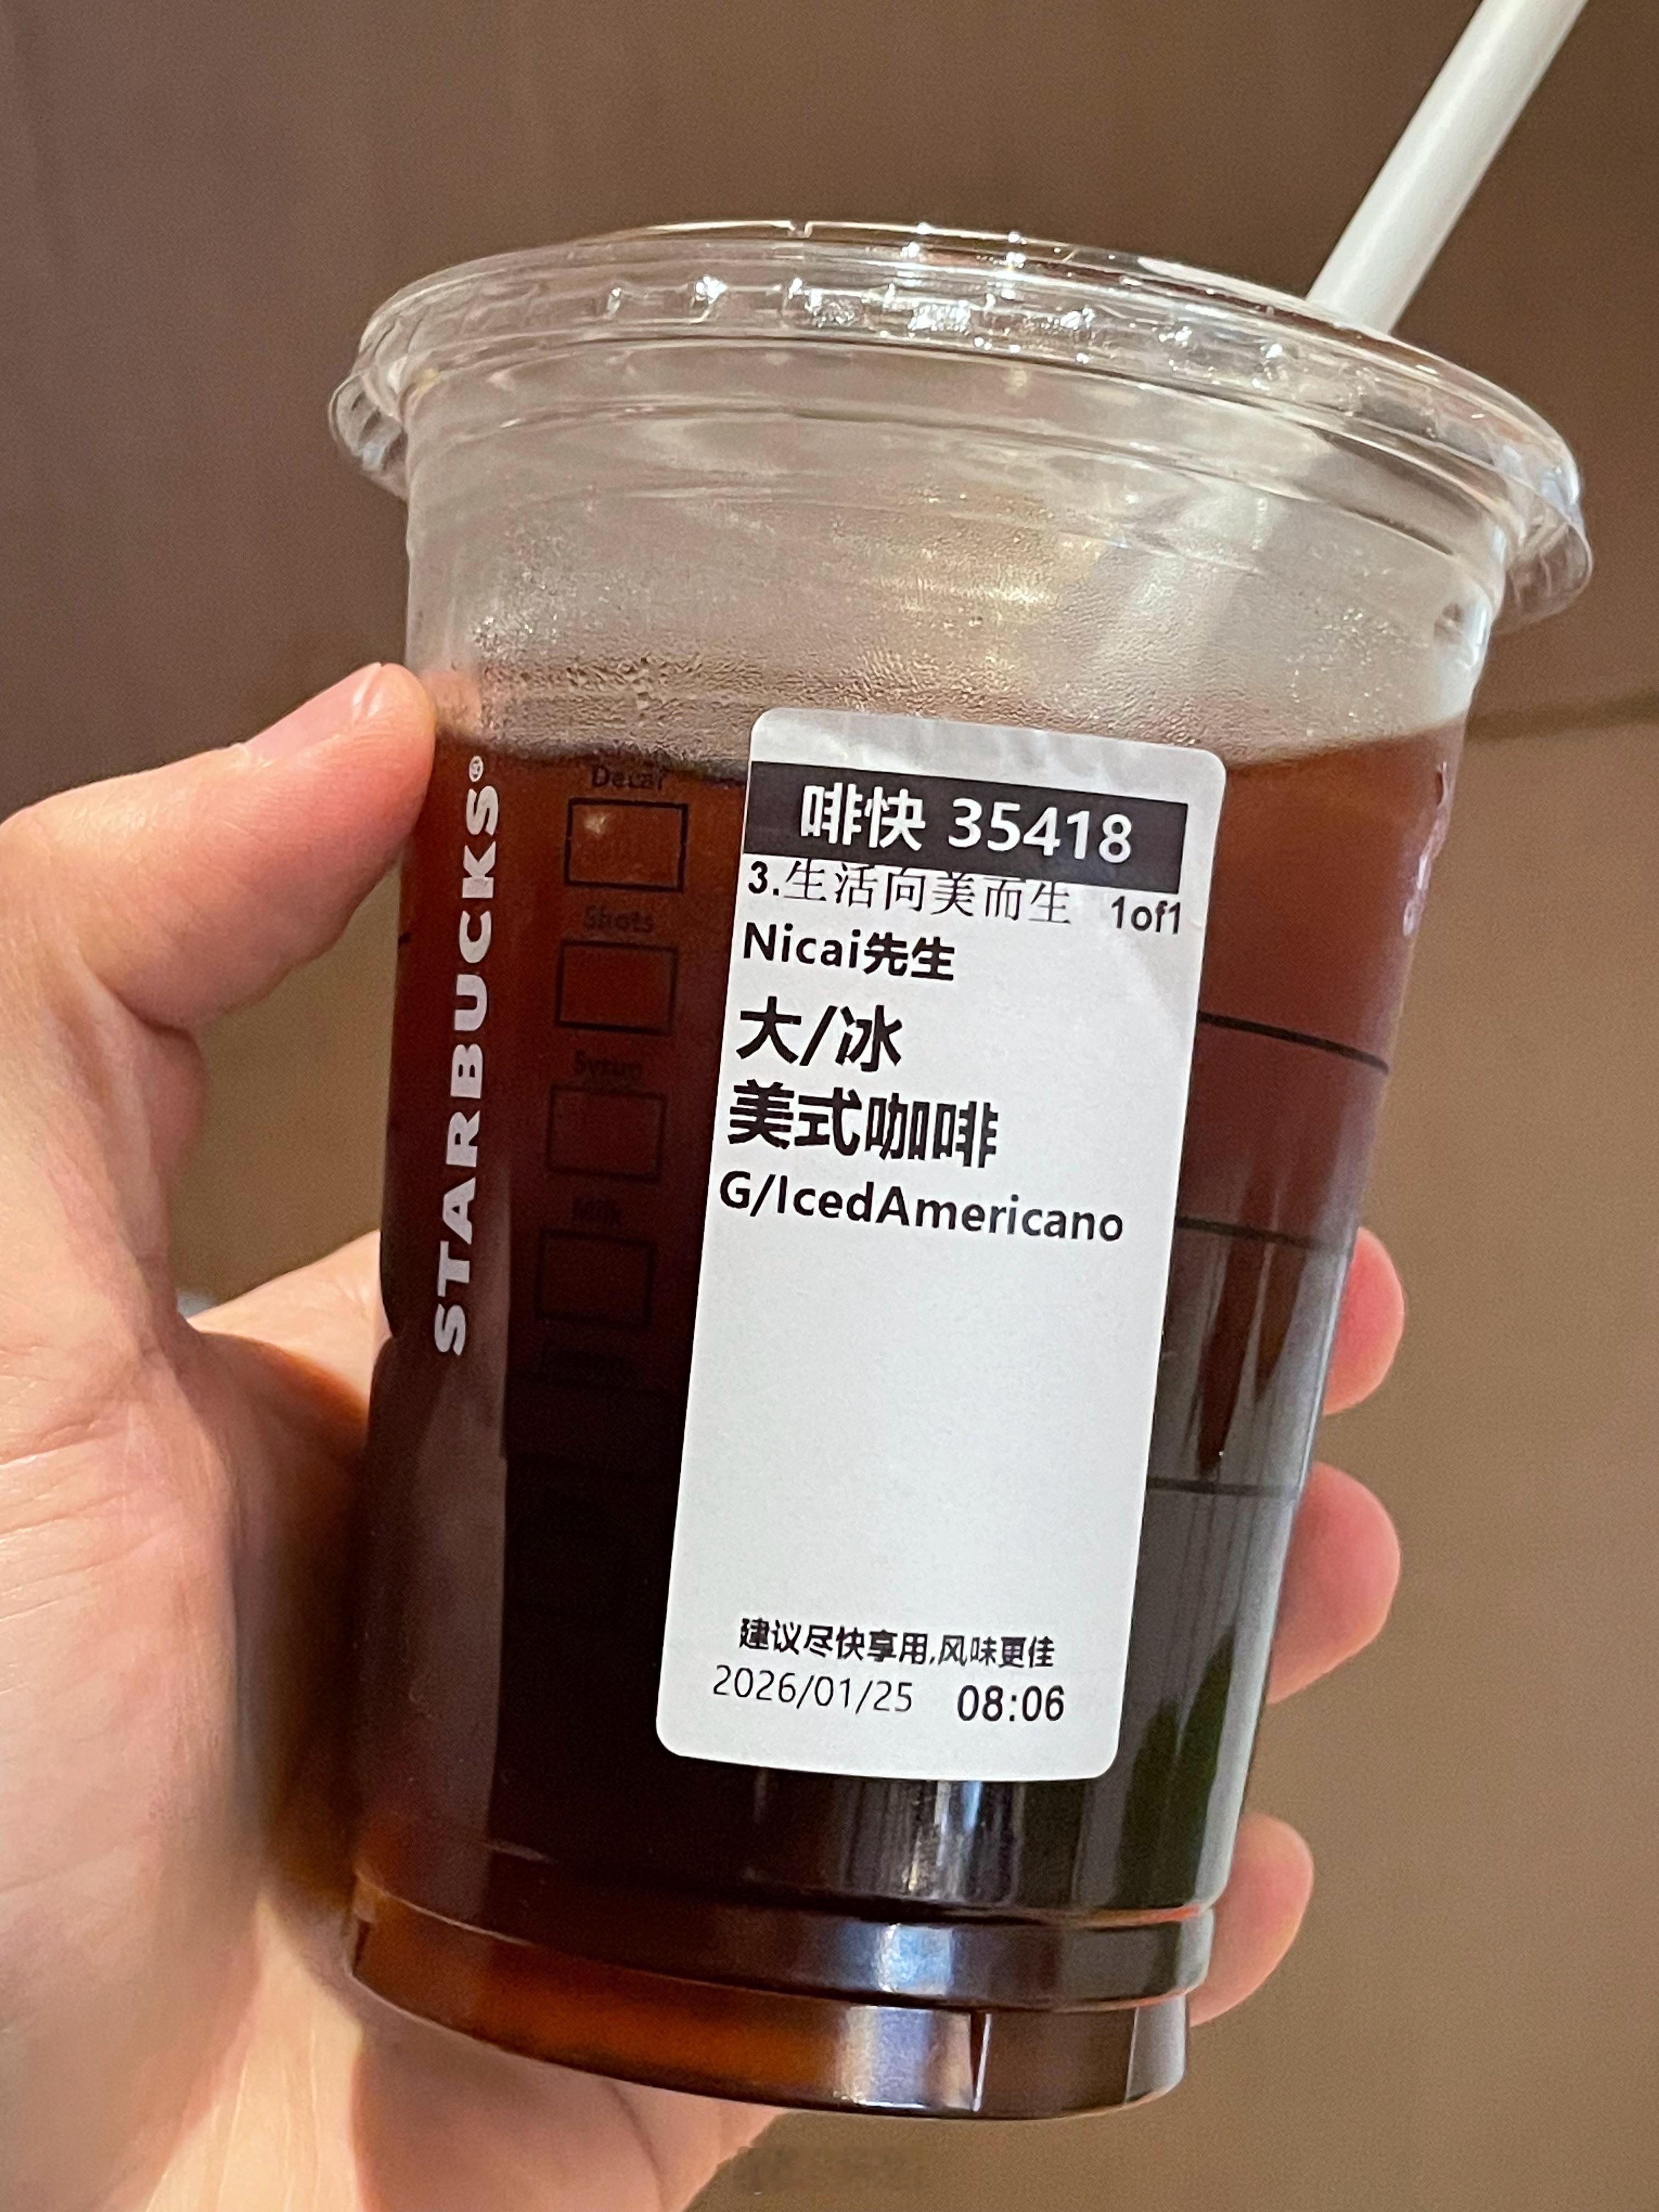 STARBUCKS®
Decaf
Shots
Syrup
Milk
啡快 35418
3.生活向美而生 1of1
Nicai先生
大/冰
美式咖啡
G/IcedAmericano
建议尽快享用,风味更佳
2026/01/25 08:06